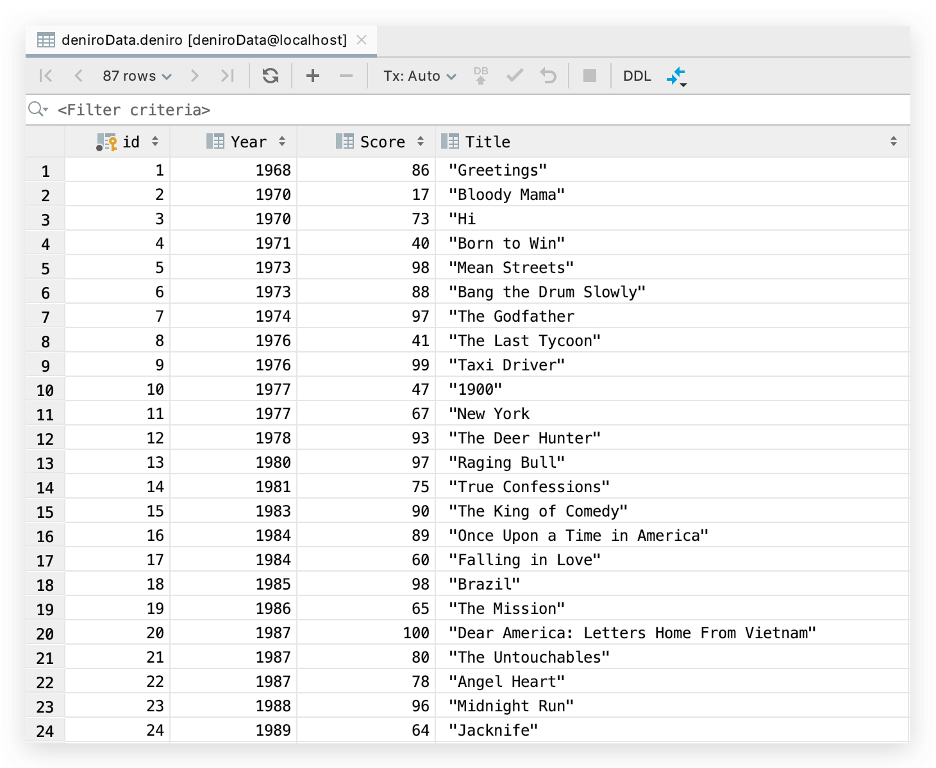 deniroData.deniro [deniroData@localhost]
87 rows Tx: Auto DB DDL
<Filter criteria>
id Year Score Title
1 1 1968 86 "Greetings"
2 2 1970 17 "Bloody Mama"
3 3 1970 73 "Hi
4 4 1971 40 "Born to Win"
5 5 1973 98 "Mean Streets"
6 6 1973 88 "Bang the Drum Slowly"
7 7 1974 97 "The Godfather
8 8 1976 41 "The Last Tycoon"
9 9 1976 99 "Taxi Driver"
10 10 1977 47 "1900"
11 11 1977 67 "New York
12 12 1978 93 "The Deer Hunter"
13 13 1980 97 "Raging Bull"
14 14 1981 75 "True Confessions"
15 15 1983 90 "The King of Comedy"
16 16 1984 89 "Once Upon a Time in America"
17 17 1984 60 "Falling in Love"
18 18 1985 98 "Brazil"
19 19 1986 65 "The Mission"
20 20 1987 100 "Dear America: Letters Home From Vietnam"
21 21 1987 80 "The Untouchables"
22 22 1987 78 "Angel Heart"
23 23 1988 96 "Midnight Run"
24 24 1989 64 "Jacknife"